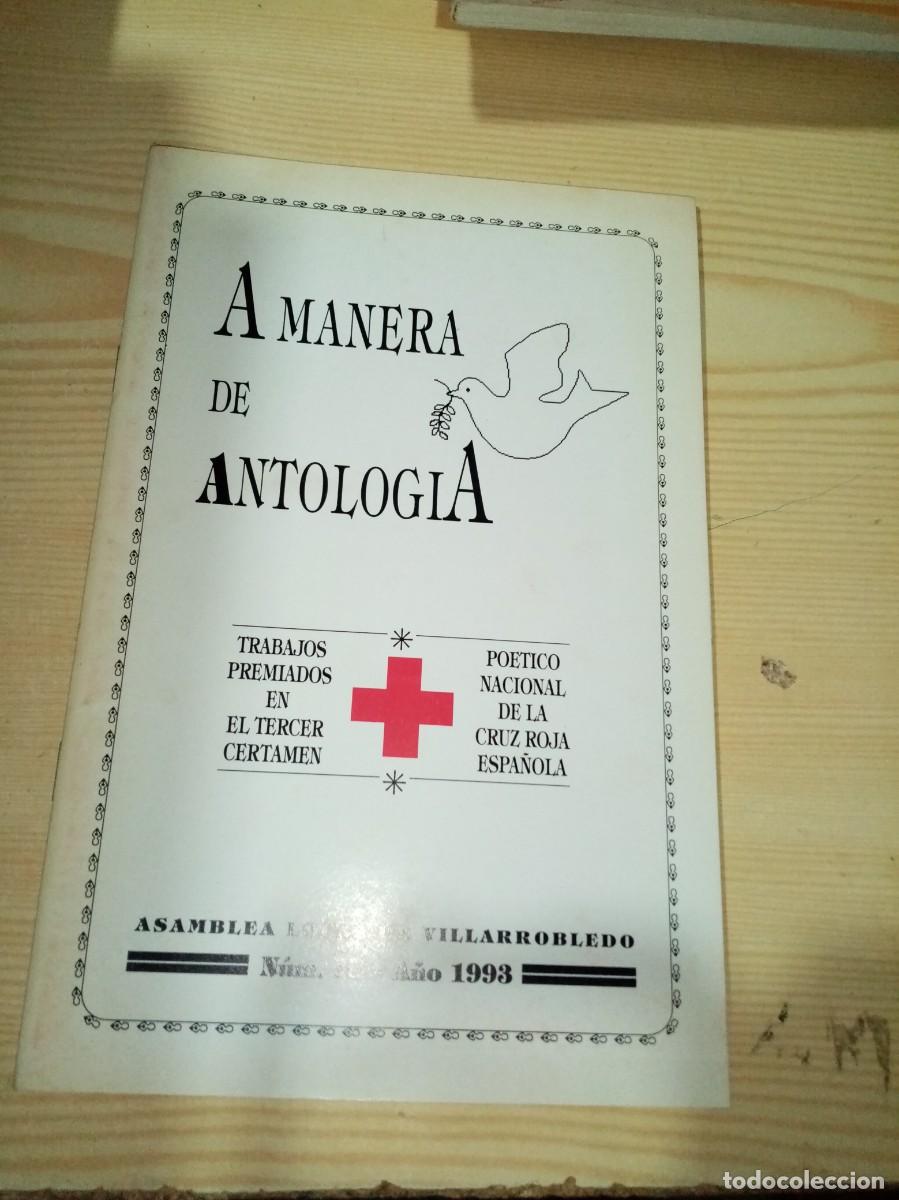 A MANERA
DE
ANTOLOGIA
TRABAJOS
PREMIADOS
EN
EL TERCER
CERTAMEN
POETICO
NACIONAL
DE LA
CRUZ ROJA
ESPAÑOLA
ASAMBLEA VILLARROBLEDO
Núm. Año 1993
todocoleccion